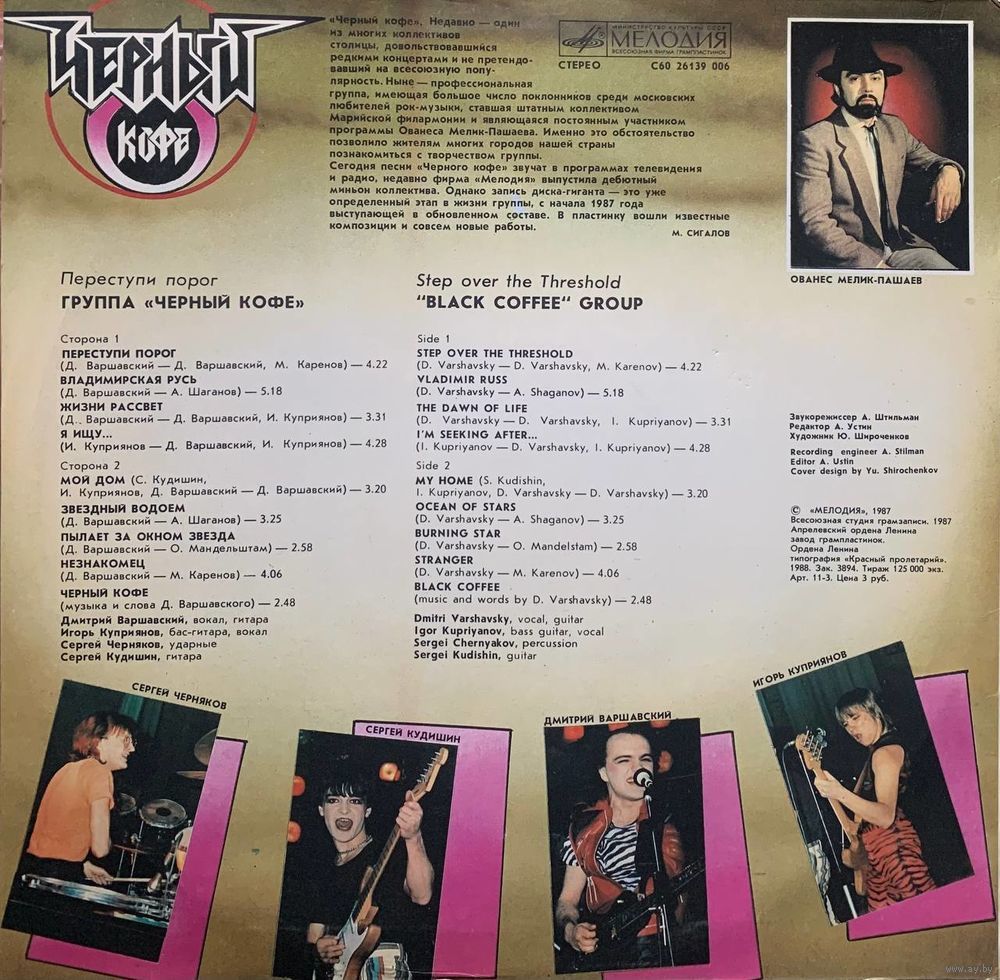 ЧЕРНЫЙ
КОФЕ
«Черный кофе». Недавно — один
из многих коллективов
столицы, довольствовавшийся
редкими концертами и не претендо-
вавший на всесоюзную попу-
лярность. Ныне — профессиональная
группа, имеющая большое число поклонников среди московских
любителей рок-музыки, ставшая штатным коллективом
Марийской филармонии и являющаяся постоянным участником
программы Ованеса Мелик-Пашаева. Именно это обстоятельство
позволило жителям многих городов нашей страны
познакомиться с творчеством группы.
Сегодня песни «Черного кофе» звучат в программах телевидения
и радио, недавно фирма «Мелодия» выпустила дебютный
миньон коллектива. Однако запись диска-гиганта — это уже
определенный этап в жизни группы, с начала 1987 года
выступающей в обновленном составе. В пластинку вошли известные
композиции и совсем новые работы.
М. СИГАЛОВ
МИНИСТЕРСТВО КУЛЬТУРЫ СССР
МЕЛОДИЯ
ВСЕСОЮЗНАЯ ФИРМА ГРАМПЛАСТИНОК
СТЕРЕО С60 26139 006
ОВАНЕС МЕЛИК-ПАШАЕВ
Переступи порог
ГРУППА «ЧЕРНЫЙ КОФЕ»
Сторона 1
ПЕРЕСТУПИ ПОРОГ
(Д. Варшавский — Д. Варшавский, М. Каренов) — 4.22
ВЛАДИМИРСКАЯ РУСЬ
(Д. Варшавский — А. Шаганов) — 5.18
ЖИЗНИ РАССВЕТ
(Д. Варшавский — Д. Варшавский, И. Куприянов) — 3.31
Я ИЩУ...
(И. Куприянов — Д. Варшавский, И. Куприянов) — 4.28
Сторона 2
МОЙ ДОМ (С. Кудишин,
И. Куприянов, Д. Варшавский — Д. Варшавский) — 3.20
ЗВЕЗДНЫЙ ВОДОЕМ
(Д. Варшавский — А. Шаганов) — 3.25
ПЫЛАЕТ ЗА ОКНОМ ЗВЕЗДА
(Д. Варшавский — О. Мандельштам) — 2.58
НЕЗНАКОМЕЦ
(Д. Варшавский — М. Каренов) — 4.06
ЧЕРНЫЙ КОФЕ
(музыка и слова Д. Варшавского) — 2.48
Дмитрий Варшавский, вокал, гитара
Игорь Куприянов, бас-гитара, вокал
Сергей Черняков, ударные
Сергей Кудишин, гитара
Step over the Threshold
"BLACK COFFEE" GROUP
Side 1
STEP OVER THE THRESHOLD
(D. Varshavsky — D. Varshavsky, M. Karenov) — 4.22
VLADIMIR RUSS
(D. Varshavsky — A. Shaganov) — 5.18
THE DAWN OF LIFE
(D. Varshavsky — D. Varshavsky, I. Kupriyanov) — 3.31
I'M SEEKING AFTER...
(I. Kupriyanov — D. Varshavsky, I. Kupriyanov) — 4.28
Side 2
MY HOME (S. Kudishin,
I. Kupriyanov, D. Varshavsky — D. Varshavsky) — 3.20
OCEAN OF STARS
(D. Varshavsky — A. Shaganov) — 3.25
BURNING STAR
(D. Varshavsky — O. Mandelstam) — 2.58
STRANGER
(D. Varshavsky — M. Karenov) — 4.06
BLACK COFFEE
(music and words by D. Varshavsky) — 2.48
Dmitri Varshavsky, vocal, guitar
Igor Kupriyanov, bass guitar, vocal
Sergei Chernyakov, percussion
Sergei Kudishin, guitar
Звукорежиссер А. Штильман
Редактор А. Устин
Художник Ю. Широченков
Recording engineer A. Stilman
Editor A. Ustin
Cover design by Yu. Shirochenkov
© «МЕЛОДИЯ», 1987
Всесоюзная студия грамзаписи. 1987
Апрелевский ордена Ленина
завод грампластинок.
Ордена Ленина
типография «Красный пролетарий».
1988. Зак. 3894. Тираж 125 000 экз.
Арт. 11-3. Цена 3 руб.
СЕРГЕЙ ЧЕРНЯКОВ
СЕРГЕЙ КУДИШИН
ДМИТРИЙ ВАРШАВСКИЙ
ИГОРЬ КУПРИЯНОВ
www.ay.by